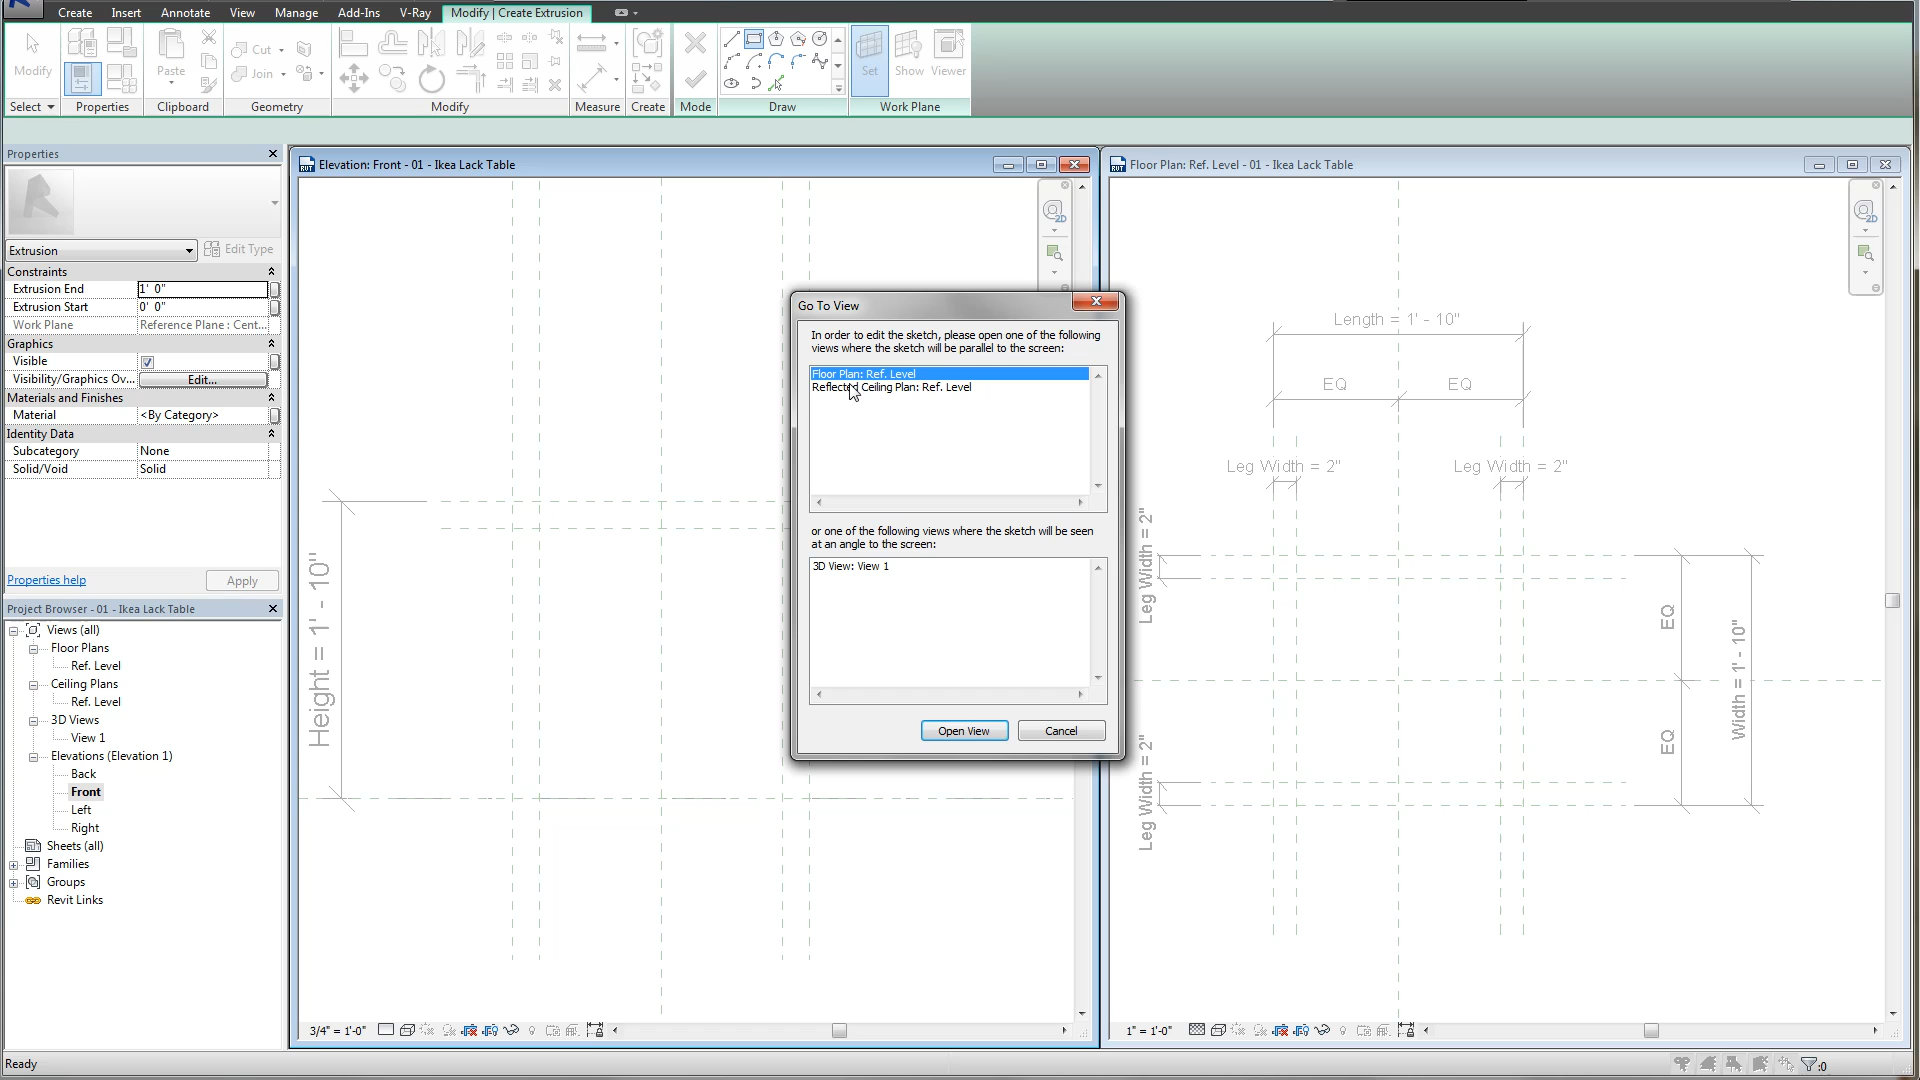 Create Insert Annotate View Manage Add-Ins V-Ray Modify | Create Extrusion
Modify
Paste
Cut
Join
Set Show Viewer
Select Properties Clipboard Geometry Modify Measure Create Mode Draw Work Plane
Properties
Extrusion
Edit Type
Constraints
Extrusion End 1' 0"
Extrusion Start 0' 0"
Work Plane Reference Plane : Cent...
Graphics
Visible
Visibility/Graphics Ov... Edit...
Materials and Finishes
Material <By Category>
Identity Data
Subcategory None
Solid/Void Solid
Properties help Apply
Project Browser - 01 - Ikea Lack Table
Views (all)
Floor Plans
Ref. Level
Ceiling Plans
Ref. Level
3D Views
View 1
Elevations (Elevation 1)
Back
Front
Left
Right
Sheets (all)
Families
Groups
Revit Links
Elevation: Front - 01 - Ikea Lack Table
2D
Height = 1' - 10"
3/4" = 1'-0"
Go To View
In order to edit the sketch, please open one of the following
views where the sketch will be parallel to the screen:
Floor Plan: Ref. Level
Reflected Ceiling Plan: Ref. Level
or one of the following views where the sketch will be seen
at an angle to the screen:
3D View: View 1
Open View Cancel
Floor Plan: Ref. Level - 01 - Ikea Lack Table
2D
Length = 1' - 10"
EQ EQ
Leg Width = 2" Leg Width = 2"
Leg Width = 2"
EQ
Width = 1' - 10"
EQ
Leg Width = 2"
1" = 1'-0"
Ready
:0